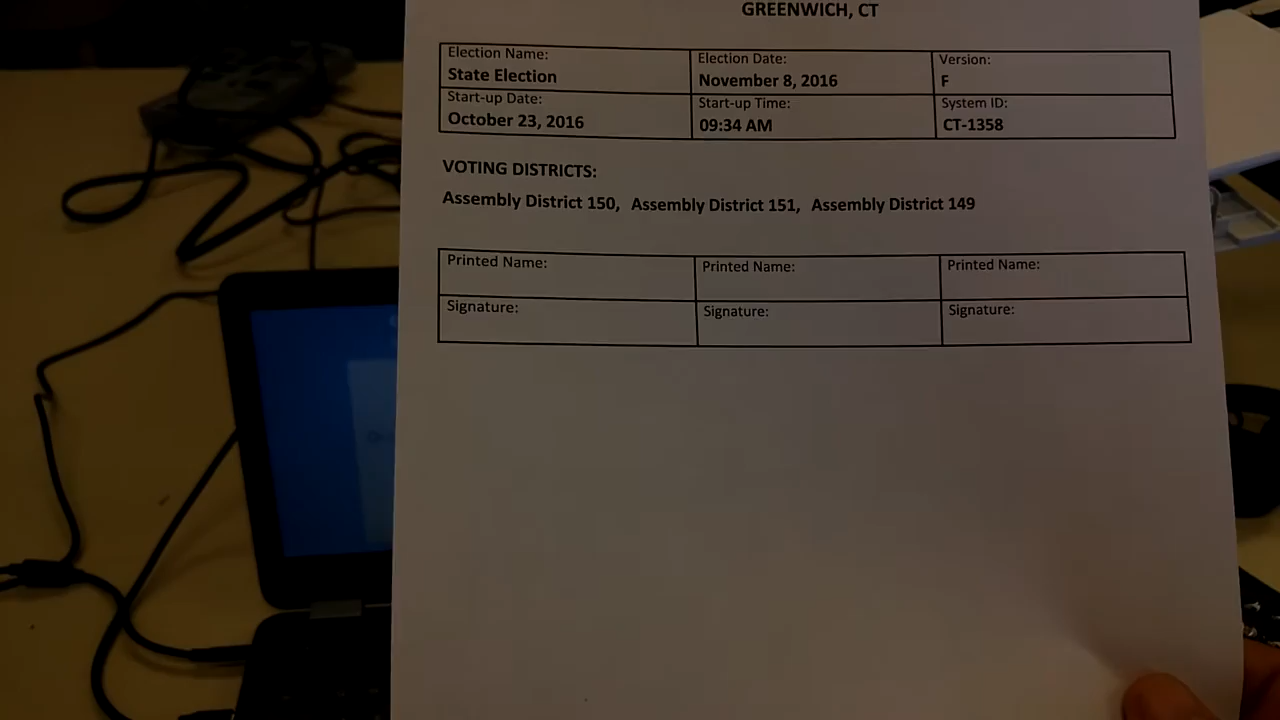 GREENWICH, CT
Election Name: Election Date: Version:
State Election November 8, 2016 F
Start-up Date: Start-up Time: System ID:
October 23, 2016 09:34 AM CT-1358
VOTING DISTRICTS:
Assembly District 150, Assembly District 151, Assembly District 149
Printed Name: Printed Name: Printed Name:
Signature: Signature: Signature: